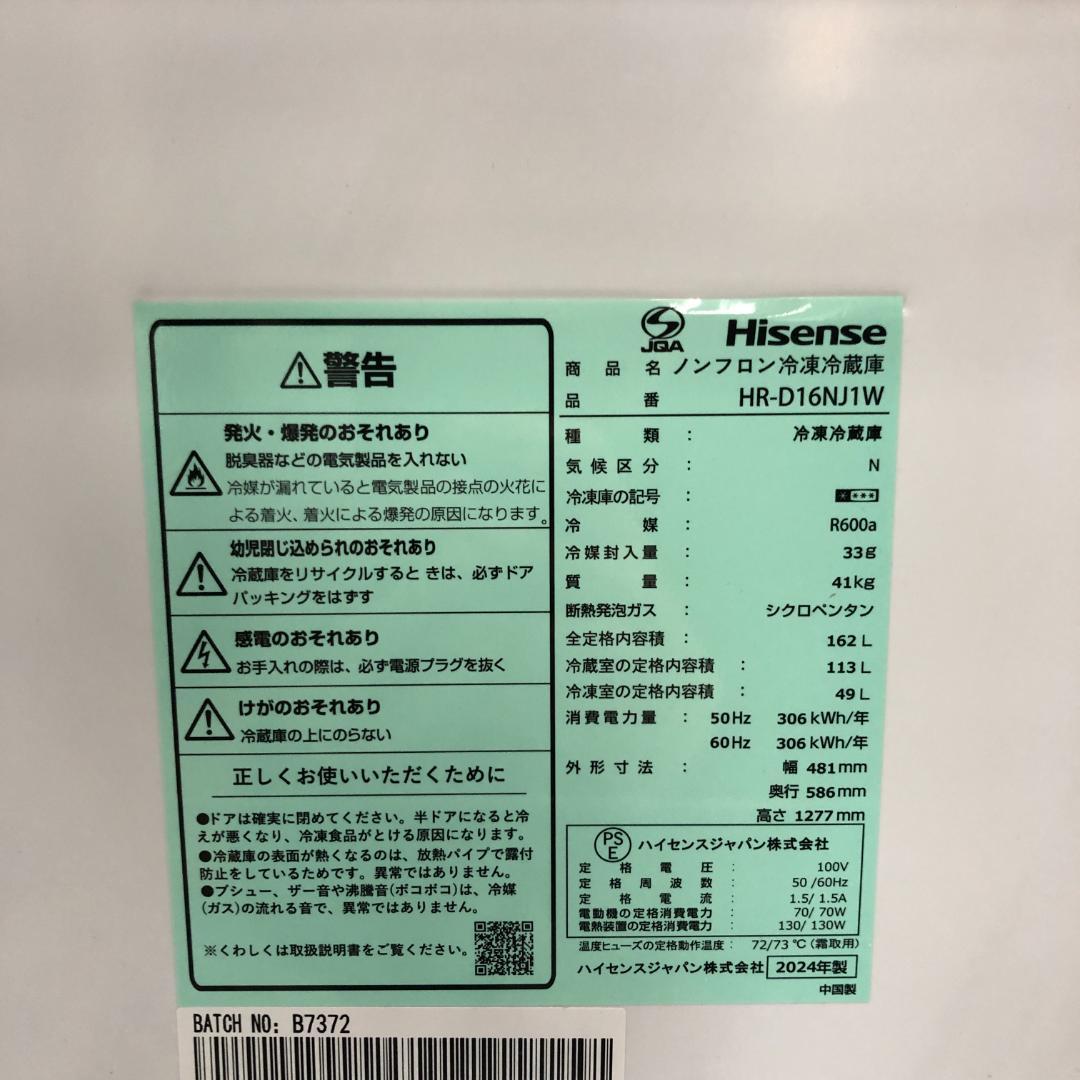 警告
発火・爆発のおそれあり
脱臭器などの電気製品を入れない
冷媒が漏れていると電気製品の接点の火花に
よる着火、着火による爆発の原因になります。
幼児閉じ込められのおそれあり
冷蔵庫をリサイクルすると きは、必ずドア
パッキングをはずす
感電のおそれあり
お手入れの際は、必ず電源プラグを抜く
けがのおそれあり
冷蔵庫の上にのらない
正しくお使いいただくために
●ドアは確実に閉めてください。半ドアになると冷
えが悪くなり、冷凍食品がとける原因になります。
●冷蔵庫の表面が熱くなるのは、放熱パイプで露付
防止をしているためです。異常ではありません。
●ブシュー、ザー音や沸騰音(ボコボコ)は、冷媒
(ガス)の流れる音で、異常ではありません。
※くわしくは取扱説明書をご覧ください。
JQA
Hisense
商品名 ノンフロン冷凍冷蔵庫
品番 HR-D16NJ1W
種類 : 冷凍冷蔵庫
気候区分 : N
冷凍庫の記号 : ****
冷媒 : R600a
冷媒封入量 : 33g
質量 : 41kg
断熱発泡ガス : シクロペンタン
全定格内容積 : 162 L
冷蔵室の定格内容積 : 113 L
冷凍室の定格内容積 : 49 L
消費電力量 : 50Hz 306kWh/年
60Hz 306kWh/年
外形寸法 : 幅 481mm
奥行 586mm
高さ 1277mm
PSE ハイセンスジャパン株式会社
定格電圧 : 100V
定格周波数 : 50/60Hz
定格電流 : 1.5/ 1.5A
電動機の定格消費電力 : 70/ 70W
電熱装置の定格消費電力 : 130/ 130W
温度ヒューズの定格動作温度 : 72/73 ℃(霜取用)
ハイセンスジャパン株式会社 2024年製
中国製
BATCH NO: B7372